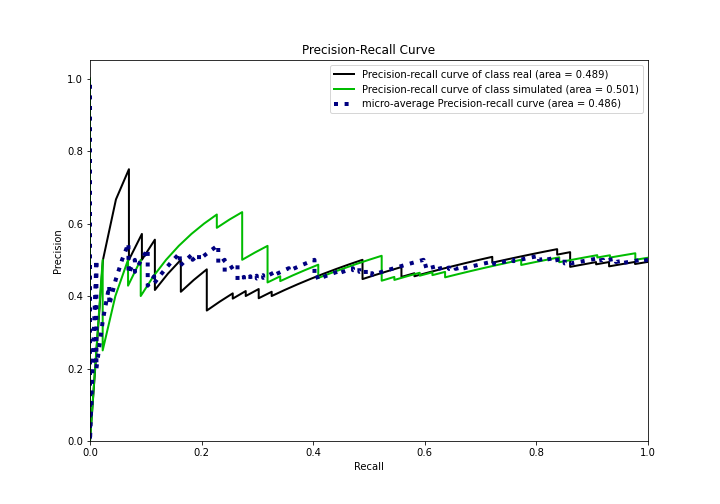 Precision-Recall Curve
Precision-recall curve of class real (area = 0.489)
Precision-recall curve of class simulated (area = 0.501)
micro-average Precision-recall curve (area = 0.486)
1.0
0.8
0.6
0.4
0.2
0.0
Precision
0.0 0.2 0.4 0.6 0.8 1.0
Recall